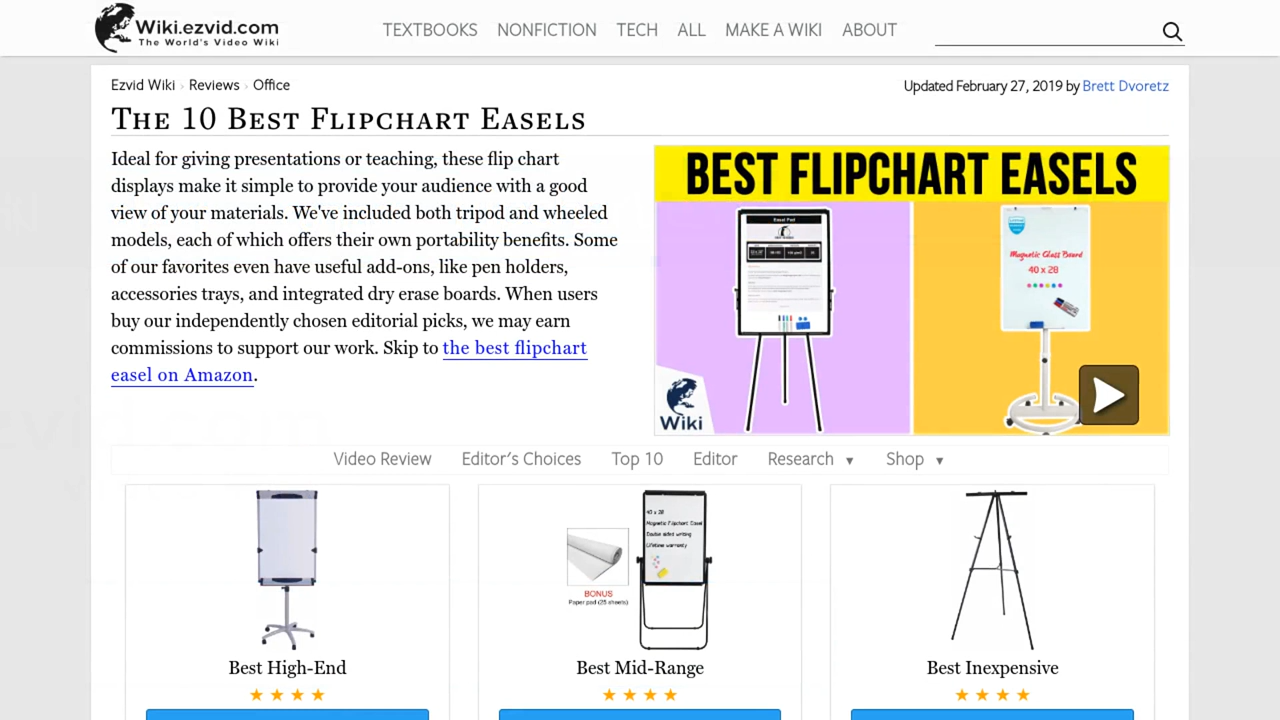 Wiki.ezvid.com
The World's Video Wiki
TEXTBOOKS NONFICTION TECH ALL MAKE A WIKI ABOUT
Ezvid Wiki › Reviews › Office
Updated February 27, 2019 by Brett Dvoretz
The 10 Best Flipchart Easels
Ideal for giving presentations or teaching, these flip chart
displays make it simple to provide your audience with a good
view of your materials. We've included both tripod and wheeled
models, each of which offers their own portability benefits. Some
of our favorites even have useful add-ons, like pen holders,
accessories trays, and integrated dry erase boards. When users
buy our independently chosen editorial picks, we may earn
commissions to support our work. Skip to the best flipchart
easel on Amazon.
BEST FLIPCHART EASELS
Easel Pad
Magnetic Glass Board
40 x 28
Wiki
Video Review Editor's Choices Top 10 Editor Research ▼ Shop ▼
40 x 28
Magnetic Flipchart Easel
Double sided writing
Lifetime warranty
BONUS
Paper pad (25 sheets)
Best High-End
Best Mid-Range
Best Inexpensive